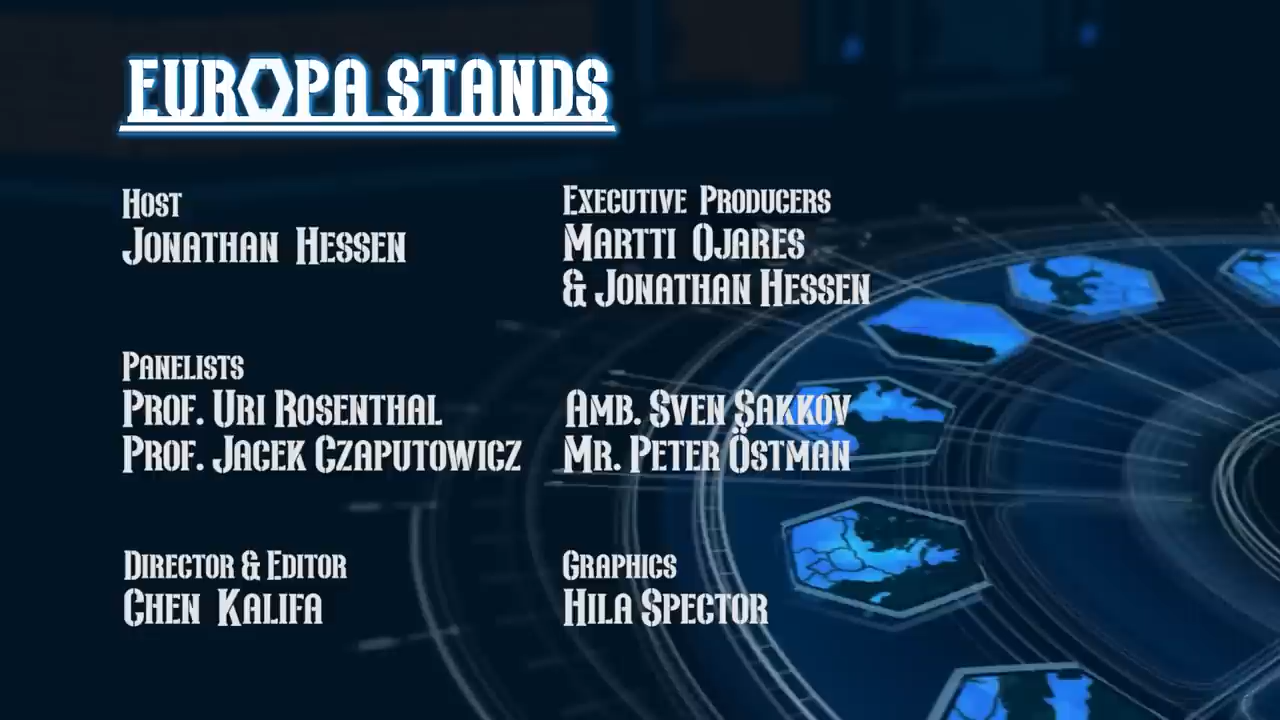 EUROPA STANDS
Host
Jonathan Hessen
Executive Producers
Martti Ojares
& Jonathan Hessen
Panelists
Prof. Uri Rosenthal
Prof. Jacek Czaputowicz
Amb. Sven Sakkov
Mr. Peter Östman
Director & Editor
Chen Kalifa
Graphics
Hila Spector